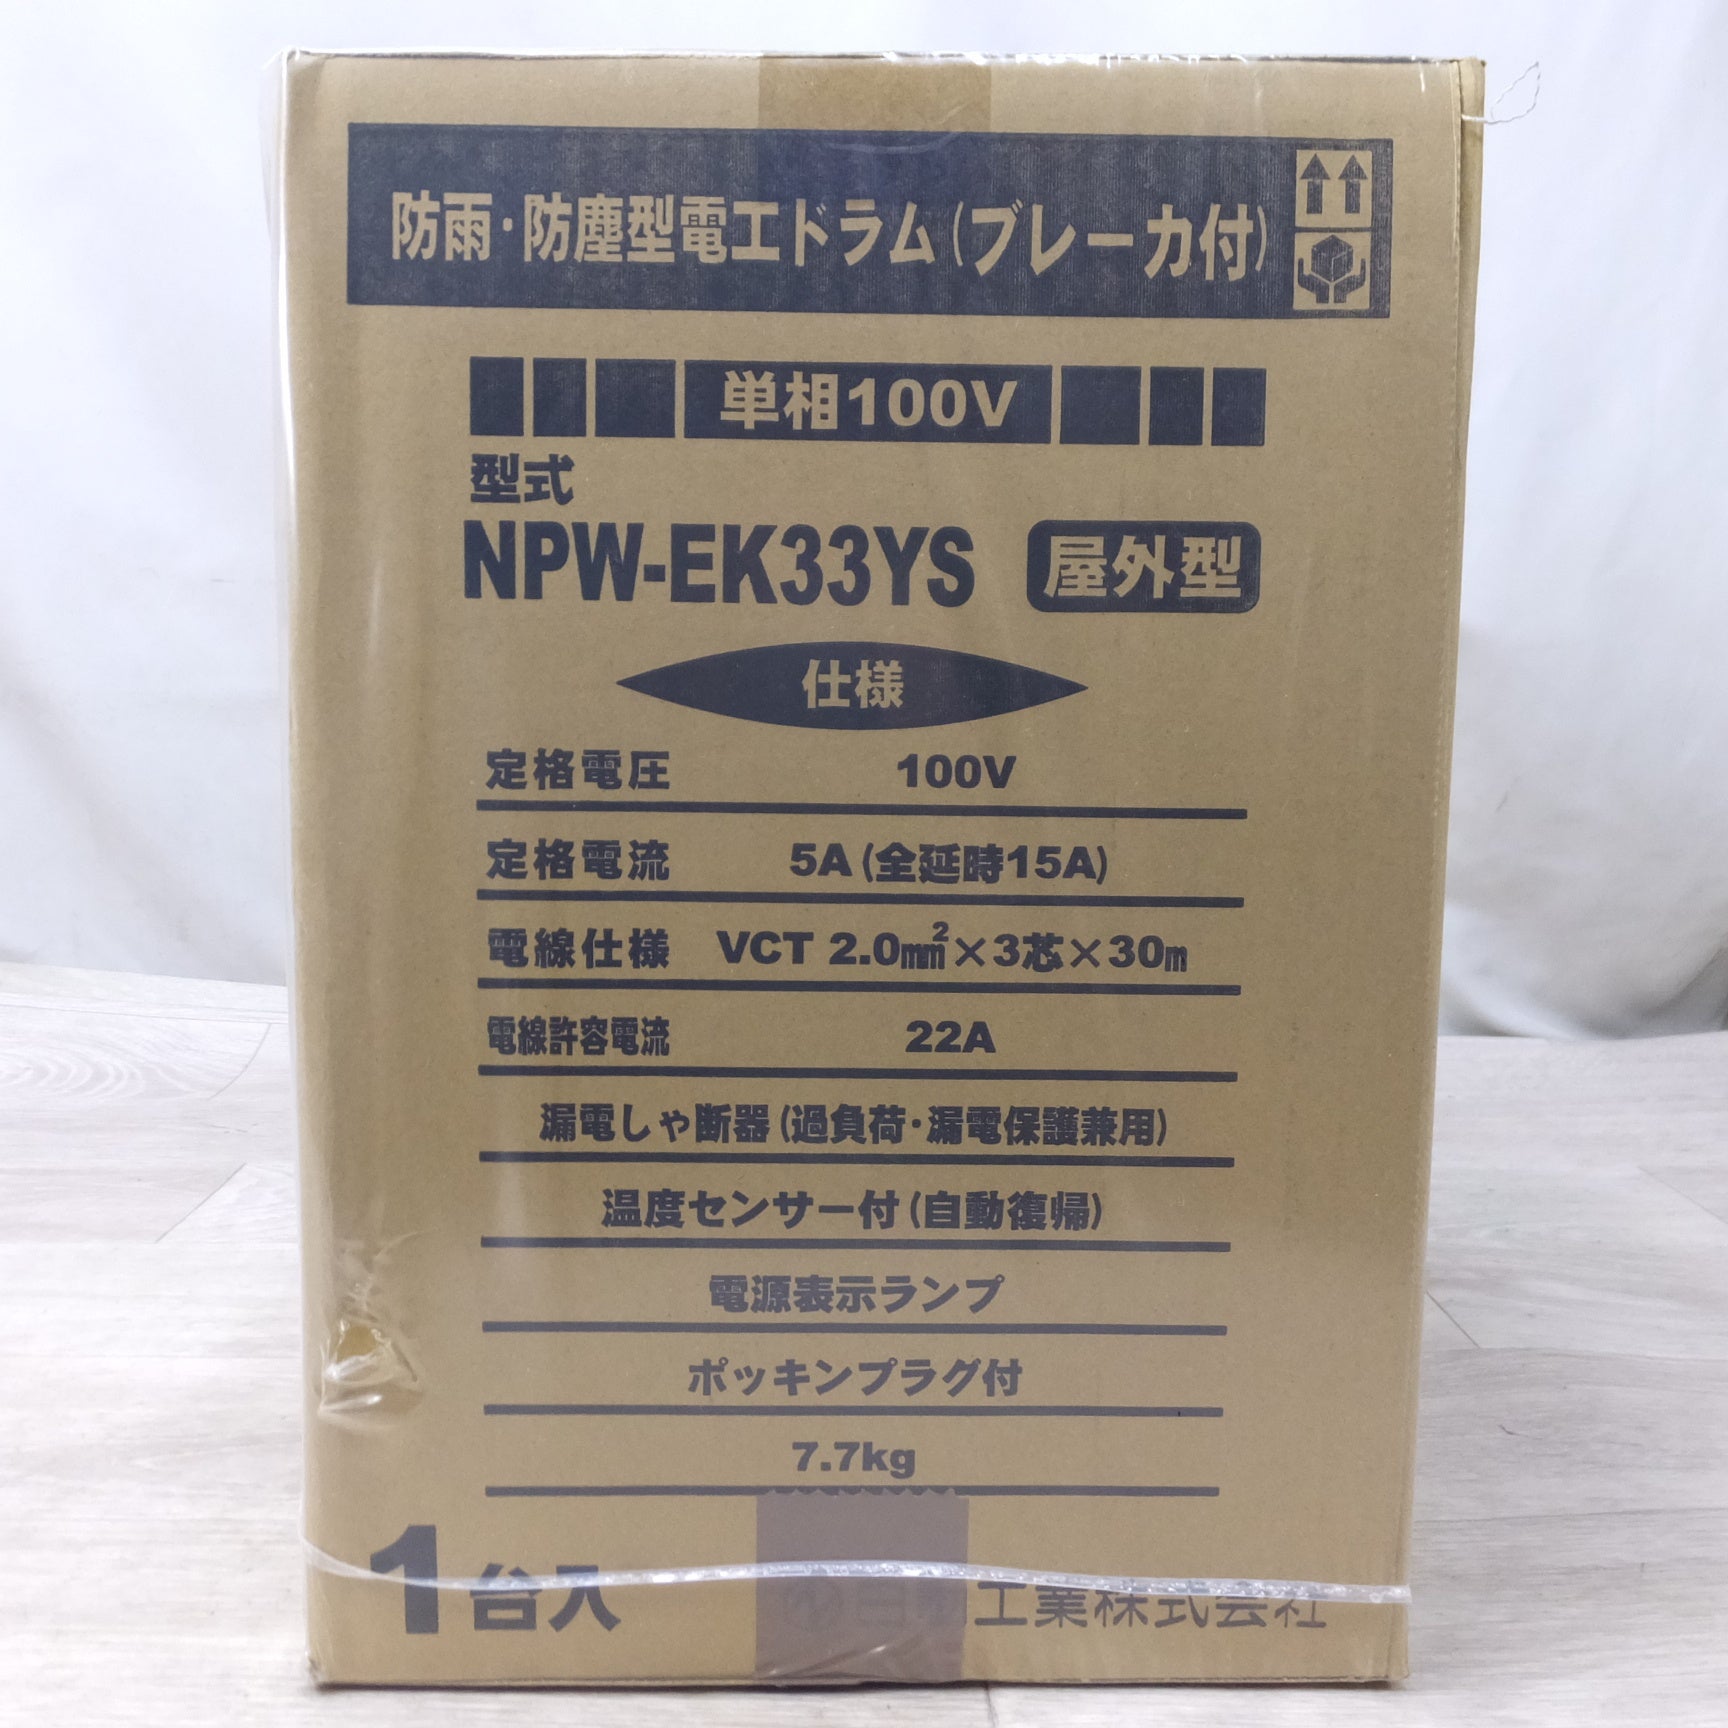 防雨・防塵型電工ドラム(ブレーカ付)
単相100V
型式
NPW-EK33YS 屋外型
仕様
定格電圧 100V
定格電流 5A(全延時15A)
電線仕様 VCT 2.0mm²×3芯×30m
電線許容電流 22A
漏電しゃ断器(過負荷・漏電保護兼用)
温度センサー付(自動復帰)
電源表示ランプ
ポッキンプラグ付
7.7kg
1台入
日動工業株式会社